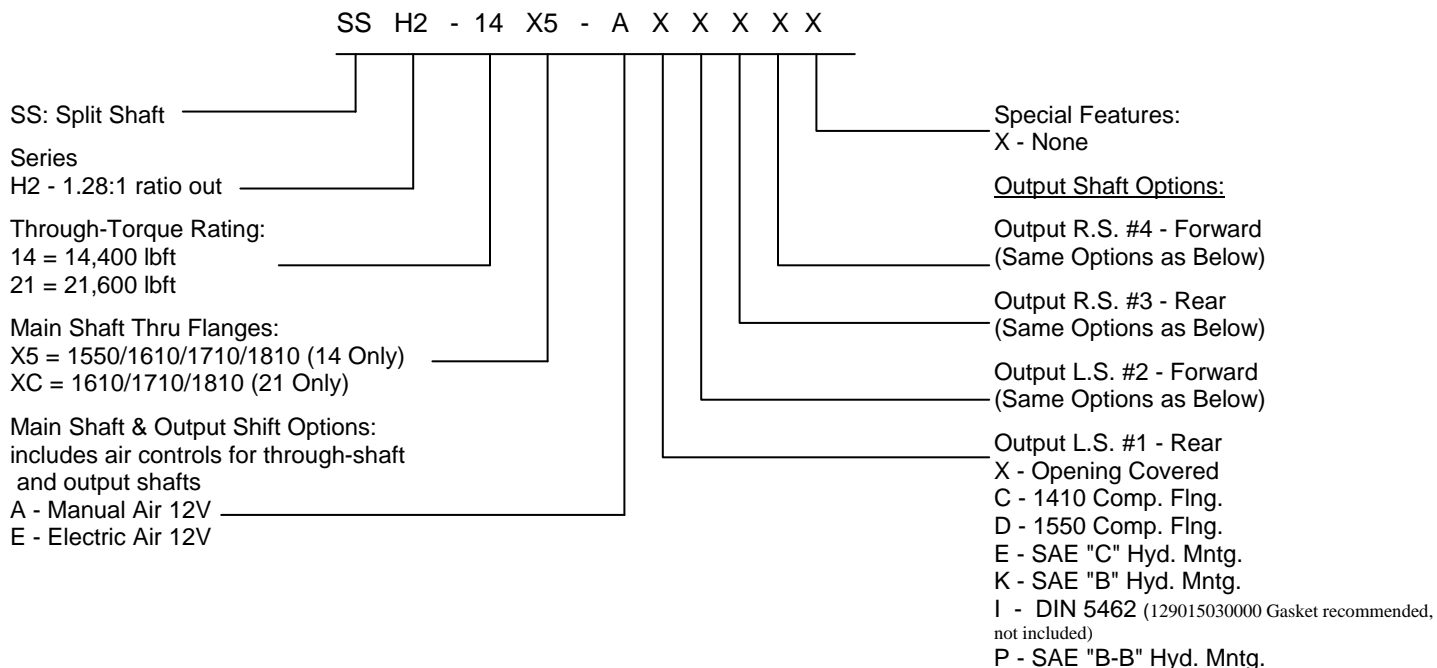 SS H2 - 14 X5 - A X X X X X
SS: Split Shaft
Series
H2 - 1.28:1 ratio out
Through-Torque Rating:
14 = 14,400 lbft
21 = 21,600 lbft
Main Shaft Thru Flanges:
X5 = 1550/1610/1710/1810 (14 Only)
XC = 1610/1710/1810 (21 Only)
Main Shaft & Output Shift Options:
includes air controls for through-shaft
and output shafts
A - Manual Air 12V
E - Electric Air 12V
Special Features:
X - None
Output Shaft Options:
Output R.S. #4 - Forward
(Same Options as Below)
Output R.S. #3 - Rear
(Same Options as Below)
Output L.S. #2 - Forward
(Same Options as Below)
Output L.S. #1 - Rear
X - Opening Covered
C - 1410 Comp. Flng.
D - 1550 Comp. Flng.
E - SAE "C" Hyd. Mntg.
K - SAE "B" Hyd. Mntg.
I - DIN 5462 (129015030000 Gasket recommended,
not included)
P - SAE "B-B" Hyd. Mntg.